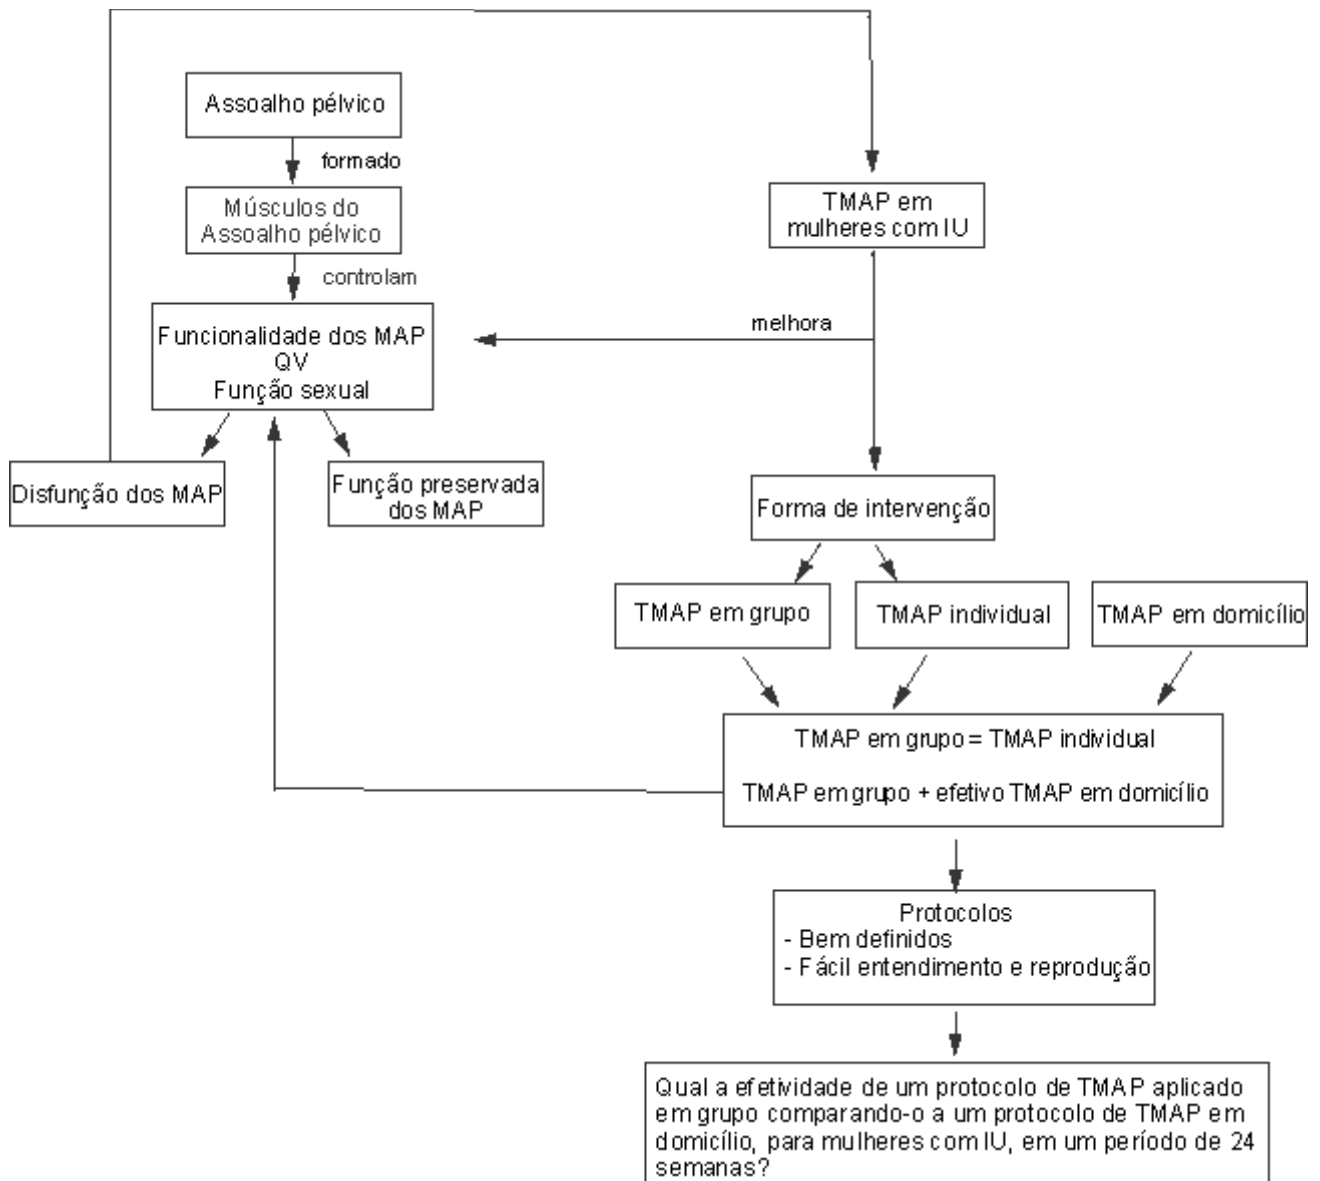 Assoalho pélvico
formado
Músculos do
Assoalho pélvico
controlam
Funcionalidade dos MAP
QV
Função sexual
Disfunção dos MAP
Função preservada
dos MAP
TMAP em
mulheres com IU
melhora
Forma de intervenção
TMAP em grupo
TMAP individual
TMAP em domicílio
TMAP em grupo = TMAP individual
TMAP em grupo + efetivo TMAP em domicílio
Protocolos
- Bem definidos
- Fácil entendimento e reprodução
Qual a efetividade de um protocolo de TMAP aplicado
em grupo comparando-o a um protocolo de TMAP em
domicílio, para mulheres com IU, em um período de 24
semanas?